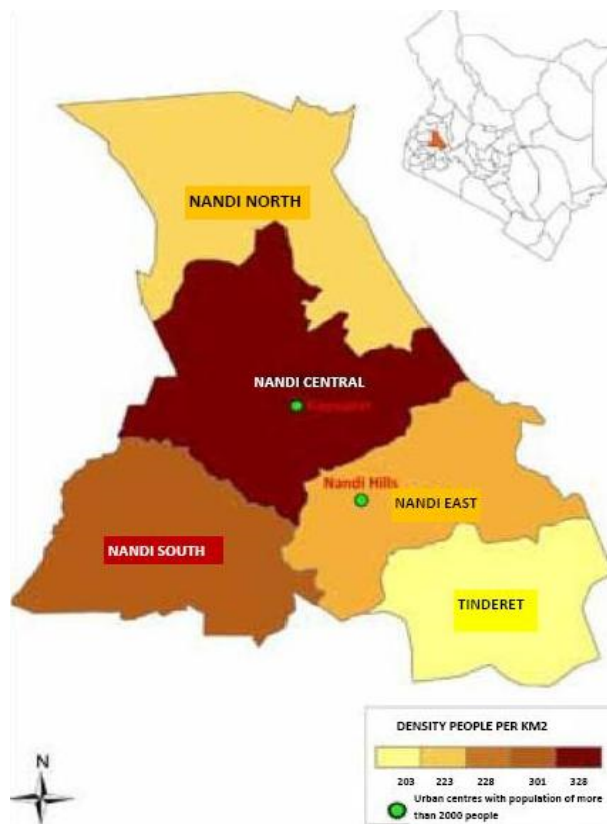 NANDI NORTH
NANDI CENTRAL
Nandi Hills
NANDI EAST
NANDI SOUTH
TINDERET
DENSITY PEOPLE PER KM2
203 223 228 301 328
Urban centres with population of more
than 2000 people
N